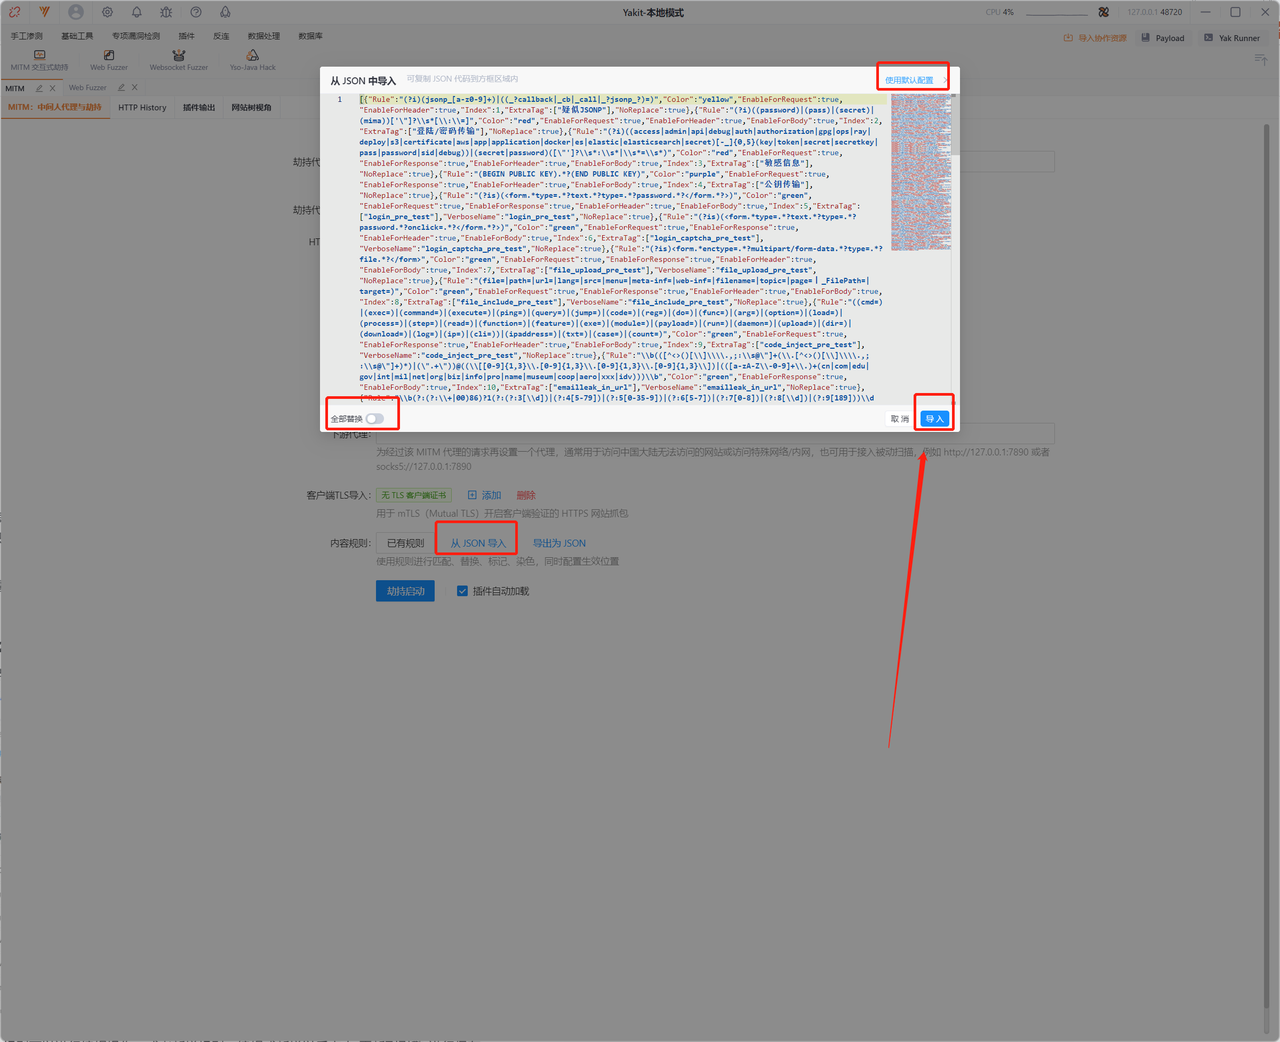 Yakit-本地模式
CPU 4%
127.0.0.1:48720
手工渗透 基础工具 专项漏洞检测 插件 反连 数据处理 数据库
导入协作资源 Payload Yak Runner
MITM 交互式劫持 Web Fuzzer Websocket Fuzzer Yso-Java Hack
MITM Web Fuzzer
MITM：中间人代理与劫持 HTTP History 插件输出 网站树视角
从 JSON 中导入 可复制 JSON 代码到方框区域内 使用默认配置
1 [{"Rule":"(?i)(jsonp_[a-z0-9]+)|((_?callback|_cb|_call|_?jsonp_?)=)","Color":"yellow","EnableForRequest":true,
"EnableForHeader":true,"Index":1,"ExtraTag":["疑似JSONP"],"NoReplace":true},{"Rule":"(?i)((password)|(pass)|(secret)|
(mima))['\"]?\\s*[\\:\\=]","Color":"red","EnableForRequest":true,"EnableForHeader":true,"EnableForBody":true,"Index":2,
"ExtraTag":["登陆/密码传输"],"NoReplace":true},{"Rule":"(?i)((access|admin|api|debug|auth|authorization|gpg|ops|ray|
deploy|s3|certificate|aws|app|application|docker|es|elastic|elasticsearch|secret)[-_]{0,5}(key|token|secret|secretkey|
pass|password|sid|debug))|(secret|password)([\"']?\\s*:\\s*|\\s*=\\s*)","Color":"red","EnableForRequest":true,
"EnableForResponse":true,"EnableForHeader":true,"EnableForBody":true,"Index":3,"ExtraTag":["敏感信息"],
"NoReplace":true},{"Rule":"(BEGIN PUBLIC KEY).*?(END PUBLIC KEY)","Color":"purple","EnableForRequest":true,
"EnableForResponse":true,"EnableForHeader":true,"EnableForBody":true,"Index":4,"ExtraTag":["公钥传输"],
"NoReplace":true},{"Rule":"(?is)(<form.*type=.*?text.*?type=.*?password.*?</form.*?>)","Color":"green",
"EnableForRequest":true,"EnableForResponse":true,"EnableForHeader":true,"EnableForBody":true,"Index":5,"ExtraTag":
["login_pre_test"],"VerboseName":"login_pre_test","NoReplace":true},{"Rule":"(?is)(<form.*type=.*?text.*?type=.*?
password.*?onclick=.*?</form.*?>)","Color":"green","EnableForRequest":true,"EnableForResponse":true,
"EnableForHeader":true,"EnableForBody":true,"Index":6,"ExtraTag":["login_captcha_pre_test"],
"VerboseName":"login_captcha_pre_test","NoReplace":true},{"Rule":"(?is)<form.*enctype=.*?multipart/form-data.*?type=.*?
file.*?</form>","Color":"green","EnableForRequest":true,"EnableForResponse":true,"EnableForHeader":true,
"EnableForBody":true,"Index":7,"ExtraTag":["file_upload_pre_test"],"VerboseName":"file_upload_pre_test",
"NoReplace":true},{"Rule":"(file=|path=|url=|lang=|src=|menu=|meta-inf=|web-inf=|filename=|topic=|page=｜_FilePath=|
target=)","Color":"green","EnableForRequest":true,"EnableForResponse":true,"EnableForHeader":true,"EnableForBody":true,
"Index":8,"ExtraTag":["file_include_pre_test"],"VerboseName":"file_include_pre_test","NoReplace":true},{"Rule":"((cmd=)
|(exec=)|(command=)|(execute=)|(ping=)|(query=)|(jump=)|(code=)|(reg=)|(do=)|(func=)|(arg=)|(option=)|(load=)|
(process=)|(step=)|(read=)|(function=)|(feature=)|(exe=)|(module=)|(payload=)|(run=)|(daemon=)|(upload=)|(dir=)|
(download=)|(log=)|(ip=)|(cli=))|(ipaddress=)|(txt=)|(case=)|(count=)","Color":"green","EnableForRequest":true,
"EnableForResponse":true,"EnableForHeader":true,"EnableForBody":true,"Index":9,"ExtraTag":["code_inject_pre_test"],
"VerboseName":"code_inject_pre_test","NoReplace":true},{"Rule":"\\b(([^<>()[\\]\\\\.,;:\\s@\"]+(\\.[^<>()[\\]\\\\.,;
:\\s@\"]+)*)|(\".+\"))@((\\[[0-9]{1,3}\\.[0-9]{1,3}\\.[0-9]{1,3}\\.[0-9]{1,3}\\])|(([a-zA-Z\\-0-9]+\\.)+(cn|com|edu|
gov|int|mil|net|org|biz|info|pro|name|museum|coop|aero|xxx|idv)))\\b","Color":"green","EnableForResponse":true,
"EnableForBody":true,"Index":10,"ExtraTag":["emailleak_in_url"],"VerboseName":"emailleak_in_url","NoReplace":true},
{"Rule":"\\b(?:(?:\\+|00)86)?1(?:(?:3[\\d])|(?:4[5-79])|(?:5[0-35-9])|(?:6[5-7])|(?:7[0-8])|(?:8[\\d])|(?:9[189]))\\d
全部替换 取 消 导 入
劫持代
劫持代
HT
下游代理：
为经过该 MITM 代理的请求再设置一个代理，通常用于访问中国大陆无法访问的网站或访问特殊网络/内网，也可用于接入被动扫描，例如 http://127.0.0.1:7890 或者
socks5://127.0.0.1:7890
客户端TLS导入： 无 TLS 客户端证书 添加 删除
用于 mTLS（Mutual TLS）开启客户端验证的 HTTPS 网站抓包
内容规则： 已有规则 从 JSON 导入 导出为 JSON
使用规则进行匹配、替换、标记、染色，同时配置生效位置
劫持启动 插件自动加载